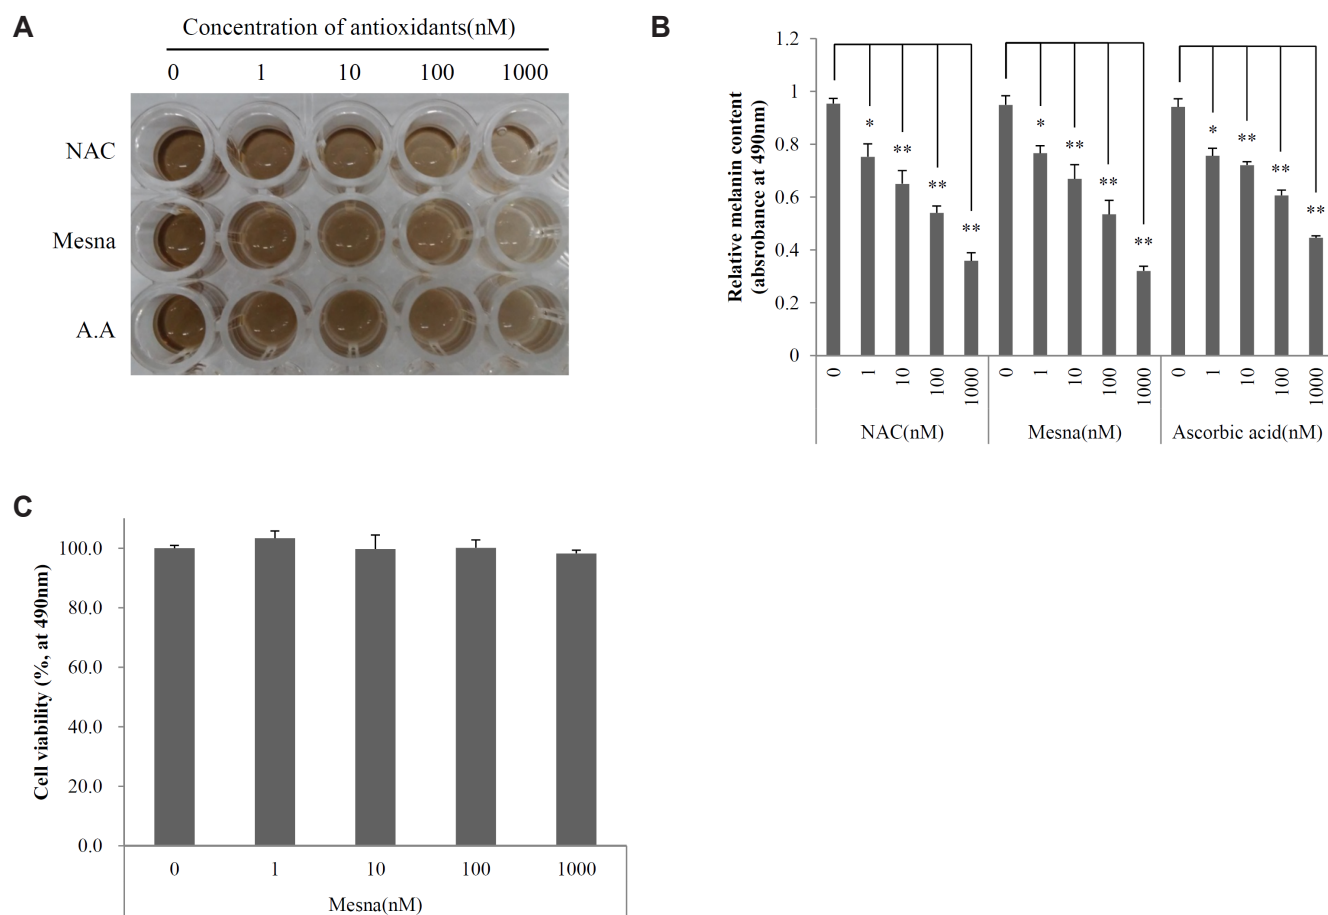 A
Concentration of antioxidants(nM)
0 1 10 100 1000
NAC
Mesna
A.A
B
Relative melanin content
(absrobance at 490nm)
1.2
1
0.8
0.6
0.4
0.2
0
* ** ** **
* ** ** **
* ** ** **
0 1 10 100 1000 0 1 10 100 1000 0 1 10 100 1000
NAC(nM) Mesna(nM) Ascorbic acid(nM)
C
Cell viability (%, at 490nm)
100.0
80.0
60.0
40.0
20.0
0.0
0 1 10 100 1000
Mesna(nM)